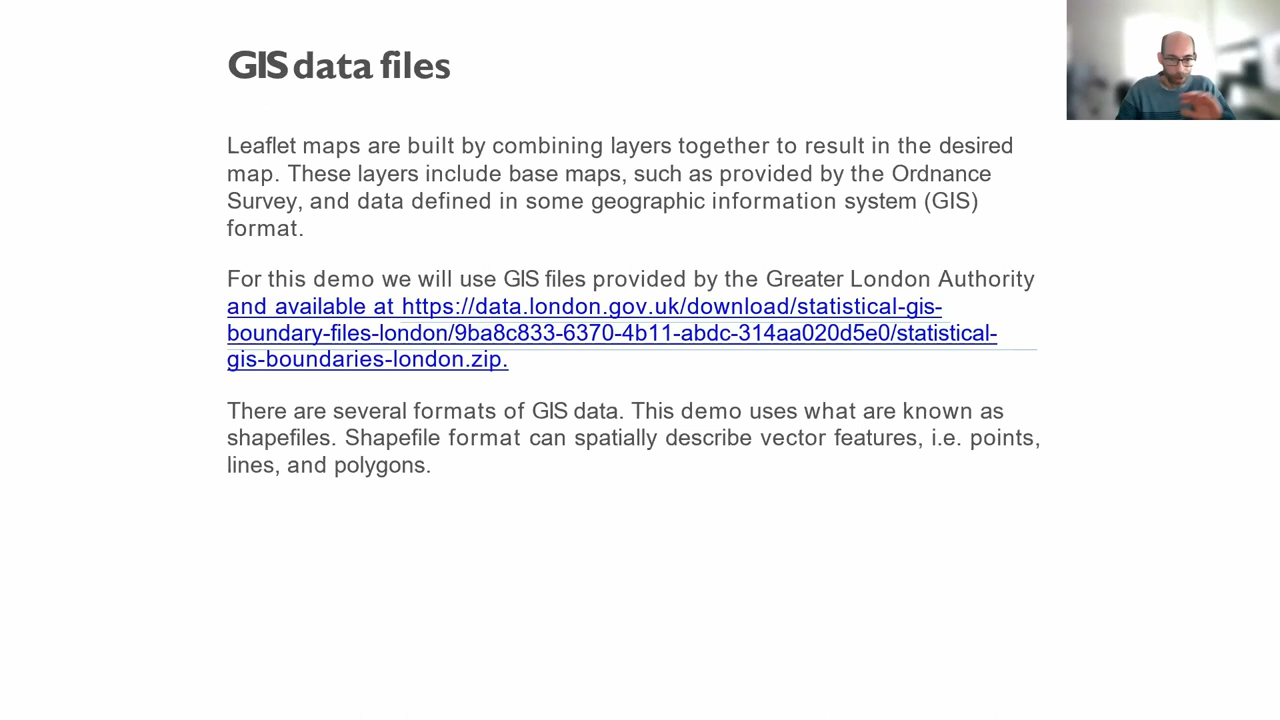 GIS data files
Leaflet maps are built by combining layers together to result in the desired
map. These layers include base maps, such as provided by the Ordnance
Survey, and data defined in some geographic information system (GIS)
format.
For this demo we will use GIS files provided by the Greater London Authority
and available at https://data.london.gov.uk/download/statistical-gis-
boundary-files-london/9ba8c833-6370-4b11-abdc-314aa020d5e0/statistical-
gis-boundaries-london.zip.
There are several formats of GIS data. This demo uses what are known as
shapefiles. Shapefile format can spatially describe vector features, i.e. points,
lines, and polygons.